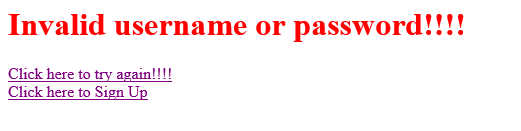 Invalid username or password!!!!
Click here to try again!!!!
Click here to Sign Up